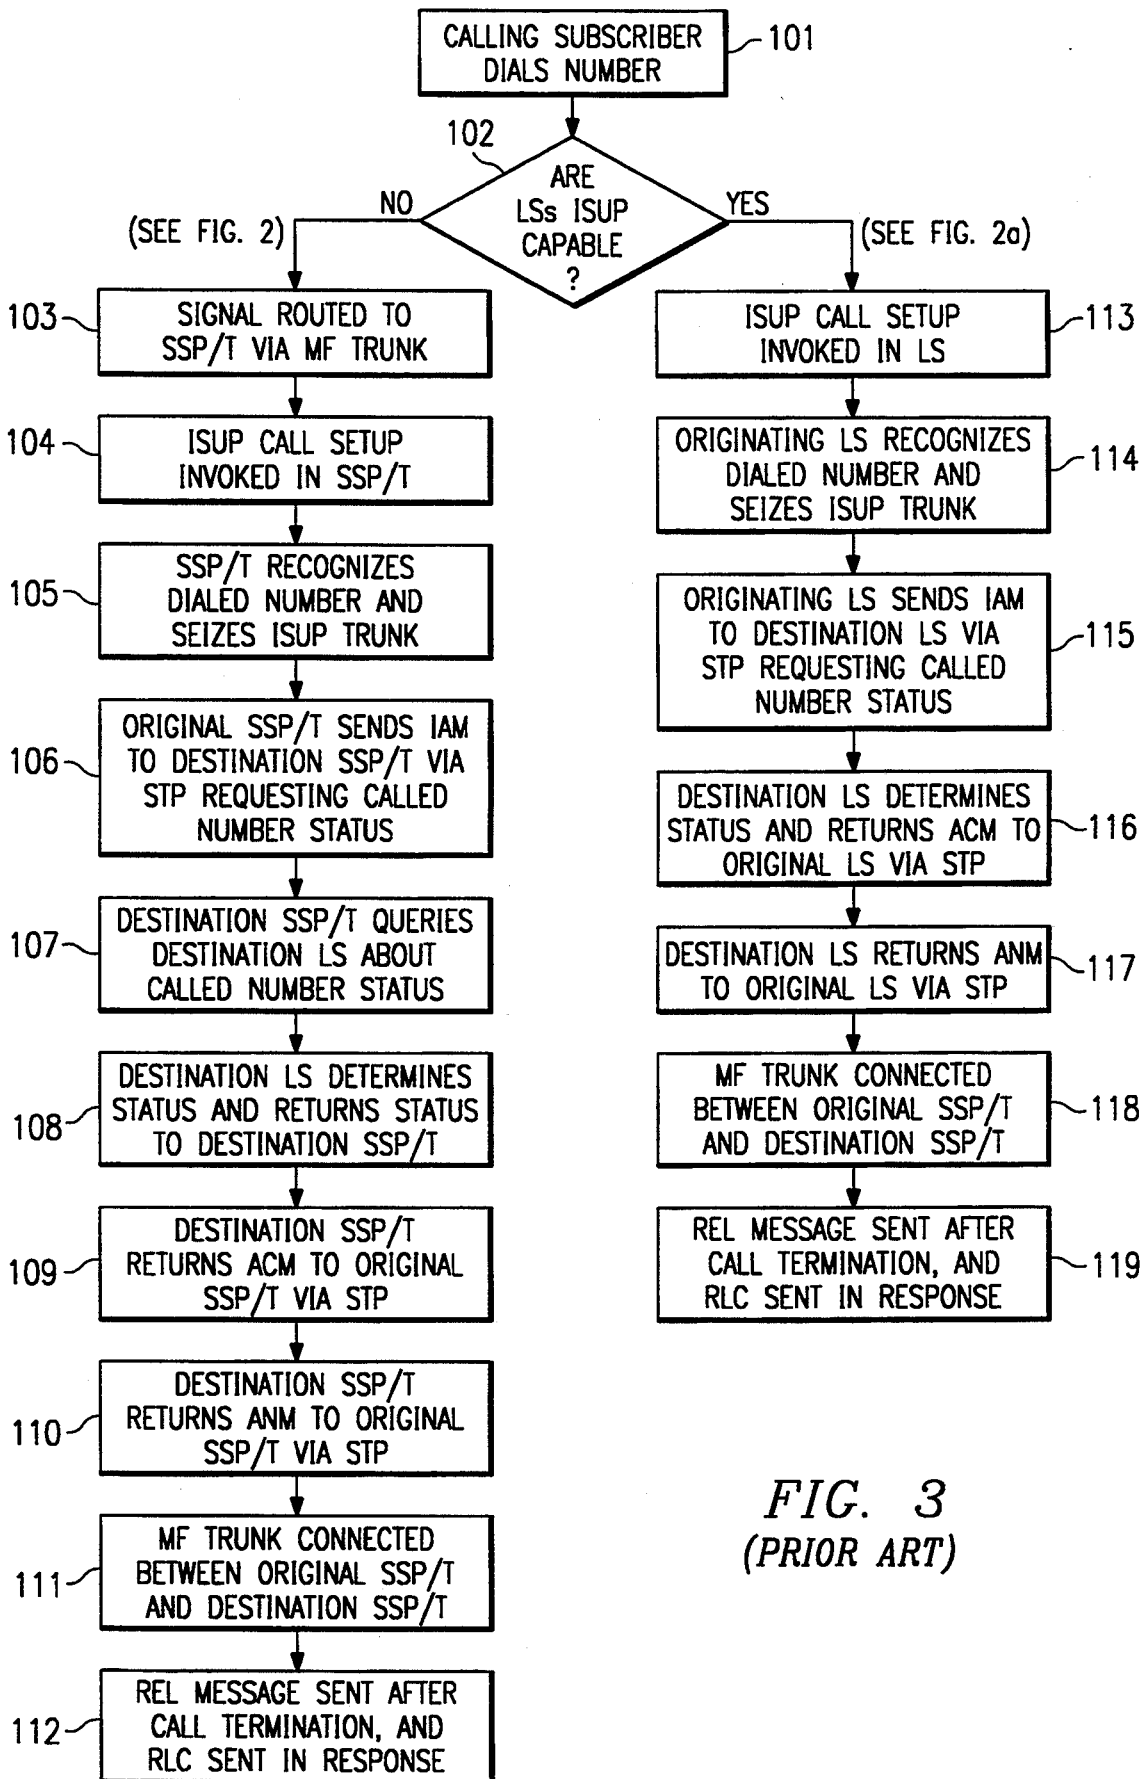 CALLING SUBSCRIBER
DIALS NUMBER
101
102
ARE
LSs ISUP
CAPABLE
?
NO
YES
(SEE FIG. 2)
(SEE FIG. 2a)
103
SIGNAL ROUTED TO
SSP/T VIA MF TRUNK
104
ISUP CALL SETUP
INVOKED IN SSP/T
105
SSP/T RECOGNIZES
DIALED NUMBER AND
SEIZES ISUP TRUNK
106
ORIGINAL SSP/T SENDS IAM
TO DESTINATION SSP/T VIA
STP REQUESTING CALLED
NUMBER STATUS
107
DESTINATION SSP/T QUERIES
DESTINATION LS ABOUT
CALLED NUMBER STATUS
108
DESTINATION LS DETERMINES
STATUS AND RETURNS STATUS
TO DESTINATION SSP/T
109
DESTINATION SSP/T
RETURNS ACM TO ORIGINAL
SSP/T VIA STP
110
DESTINATION SSP/T
RETURNS ANM TO ORIGINAL
SSP/T VIA STP
111
MF TRUNK CONNECTED
BETWEEN ORIGINAL SSP/T
AND DESTINATION SSP/T
112
REL MESSAGE SENT AFTER
CALL TERMINATION, AND
RLC SENT IN RESPONSE
ISUP CALL SETUP
INVOKED IN LS
113
ORIGINATING LS RECOGNIZES
DIALED NUMBER AND
SEIZES ISUP TRUNK
114
ORIGINATING LS SENDS IAM
TO DESTINATION LS VIA
STP REQUESTING CALLED
NUMBER STATUS
115
DESTINATION LS DETERMINES
STATUS AND RETURNS ACM TO
ORIGINAL LS VIA STP
116
DESTINATION LS RETURNS ANM
TO ORIGINAL LS VIA STP
117
MF TRUNK CONNECTED
BETWEEN ORIGINAL SSP/T
AND DESTINATION SSP/T
118
REL MESSAGE SENT AFTER
CALL TERMINATION, AND
RLC SENT IN RESPONSE
119
FIG. 3
(PRIOR ART)